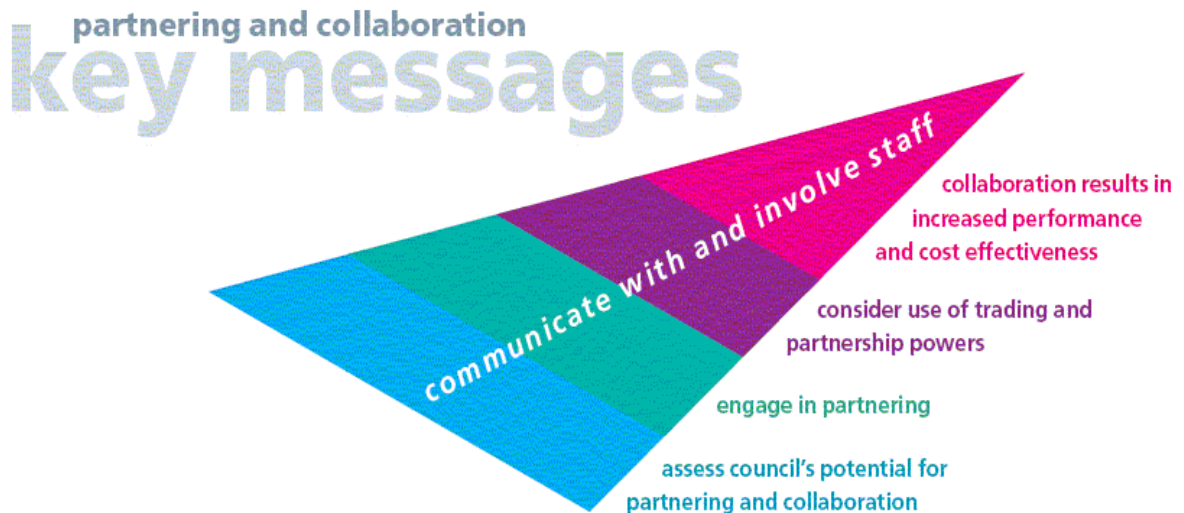 partnering and collaboration
key messages
communicate with and involve staff
collaboration results in
increased performance
and cost effectiveness
consider use of trading and
partnership powers
engage in partnering
assess council's potential for
partnering and collaboration